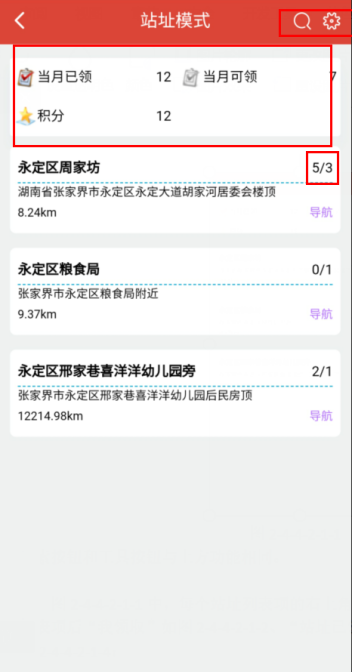 站址模式
当月已领 12 当月可领 7
积分 12
永定区周家坊 5/3
湖南省张家界市永定区永定大道胡家河居委会楼顶
8.24km 导航
永定区粮食局 0/1
张家界市永定区粮食局附近
9.37km 导航
永定区邢家巷喜洋洋幼儿园旁 2/1
张家界市永定区邢家巷喜洋洋幼儿园后民房顶
12214.98km 导航